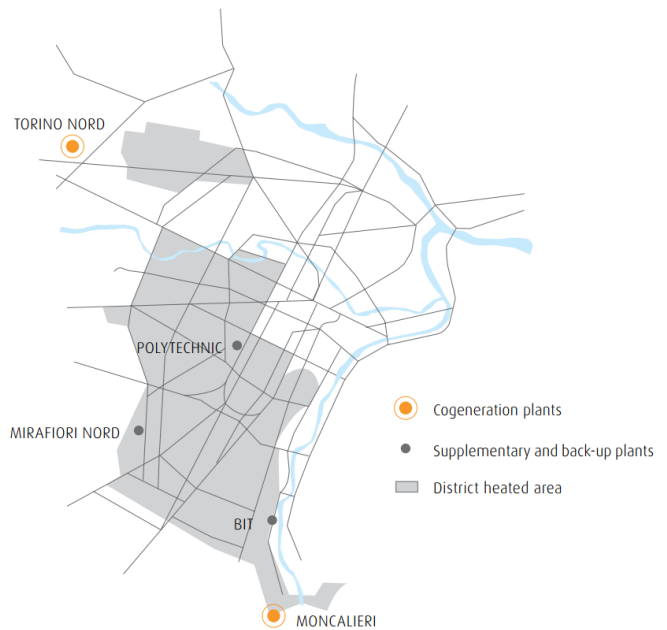 TORINO NORD
POLYTECHNIC
MIRAFIORI NORD
BIT
MONCALIERI
Cogeneration plants
Supplementary and back-up plants
District heated area